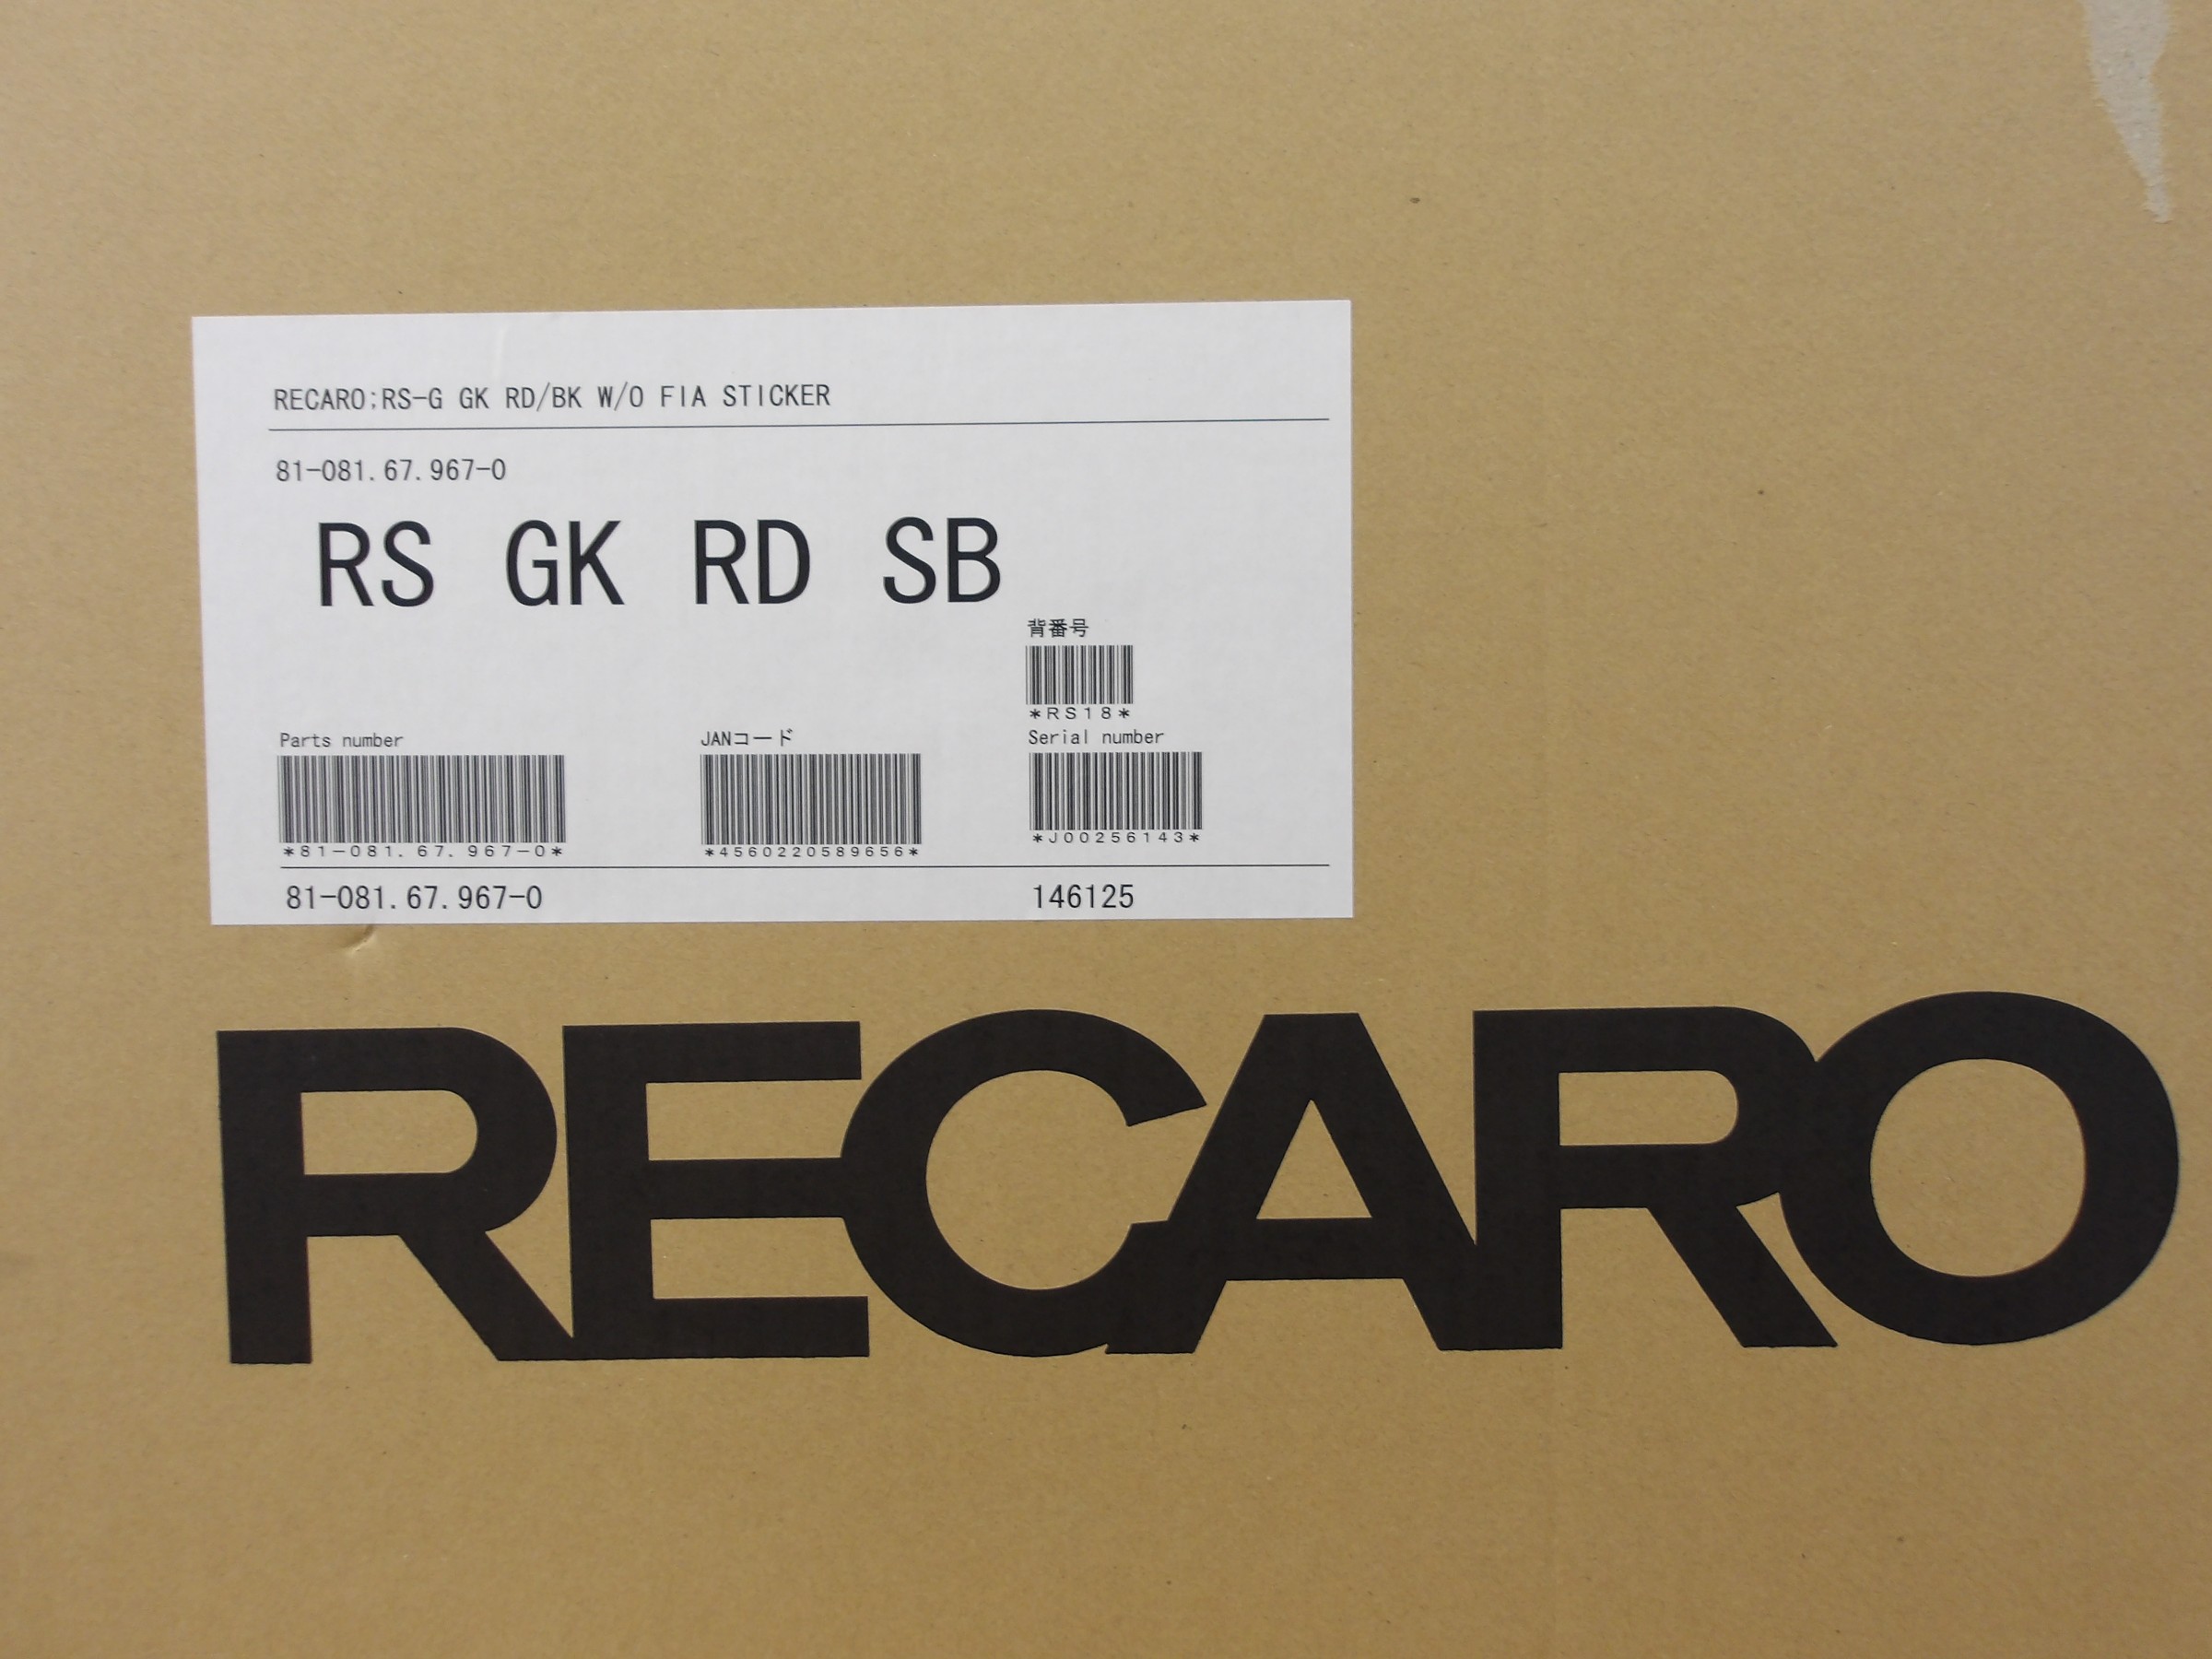 RECARO;RS-G GK RD/BK W/O FIA STICKER
81-081.67.967-0
RS GK RD SB
背番号
*RS18*
Parts number
JANコード
Serial number
*81-081.67.967-0*
*4560220589656*
*J00256143*
81-081.67.967-0
146125
RECARO